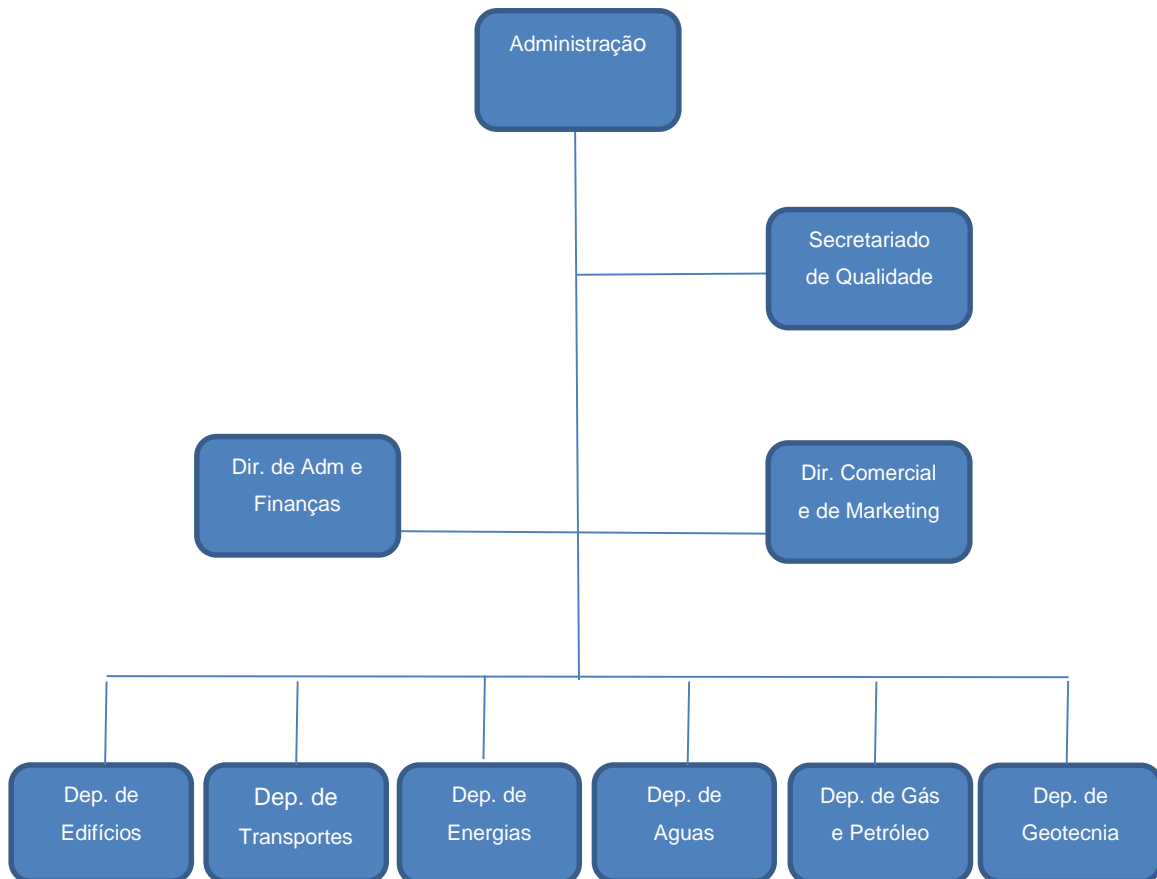 Administração
Secretariado
de Qualidade
Dir. de Adm e
Finanças
Dir. Comercial
e de Marketing
Dep. de
Edifícios
Dep. de
Transportes
Dep. de
Energias
Dep. de
Aguas
Dep. de Gás
e Petróleo
Dep. de
Geotecnia